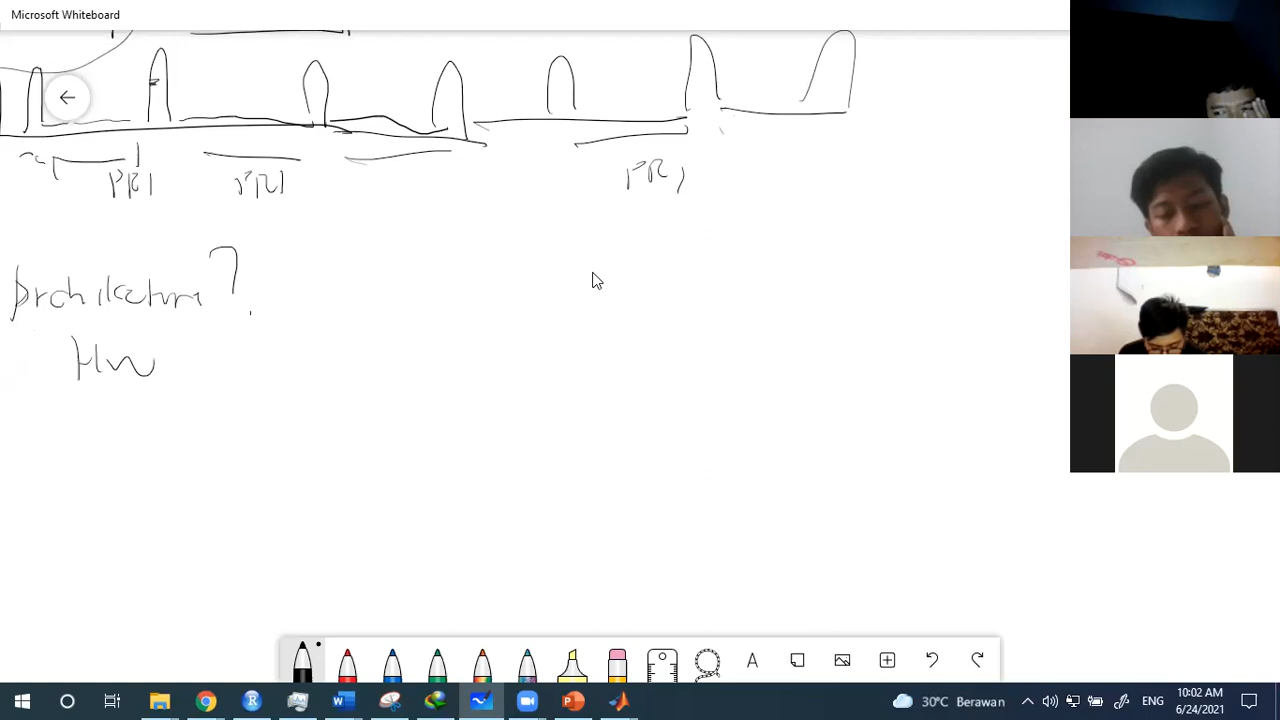 Microsoft Whiteboard
PRI PRI PRI
Architecture?
HW
A
30°C Berawan
ENG
10:02 AM
6/24/2021